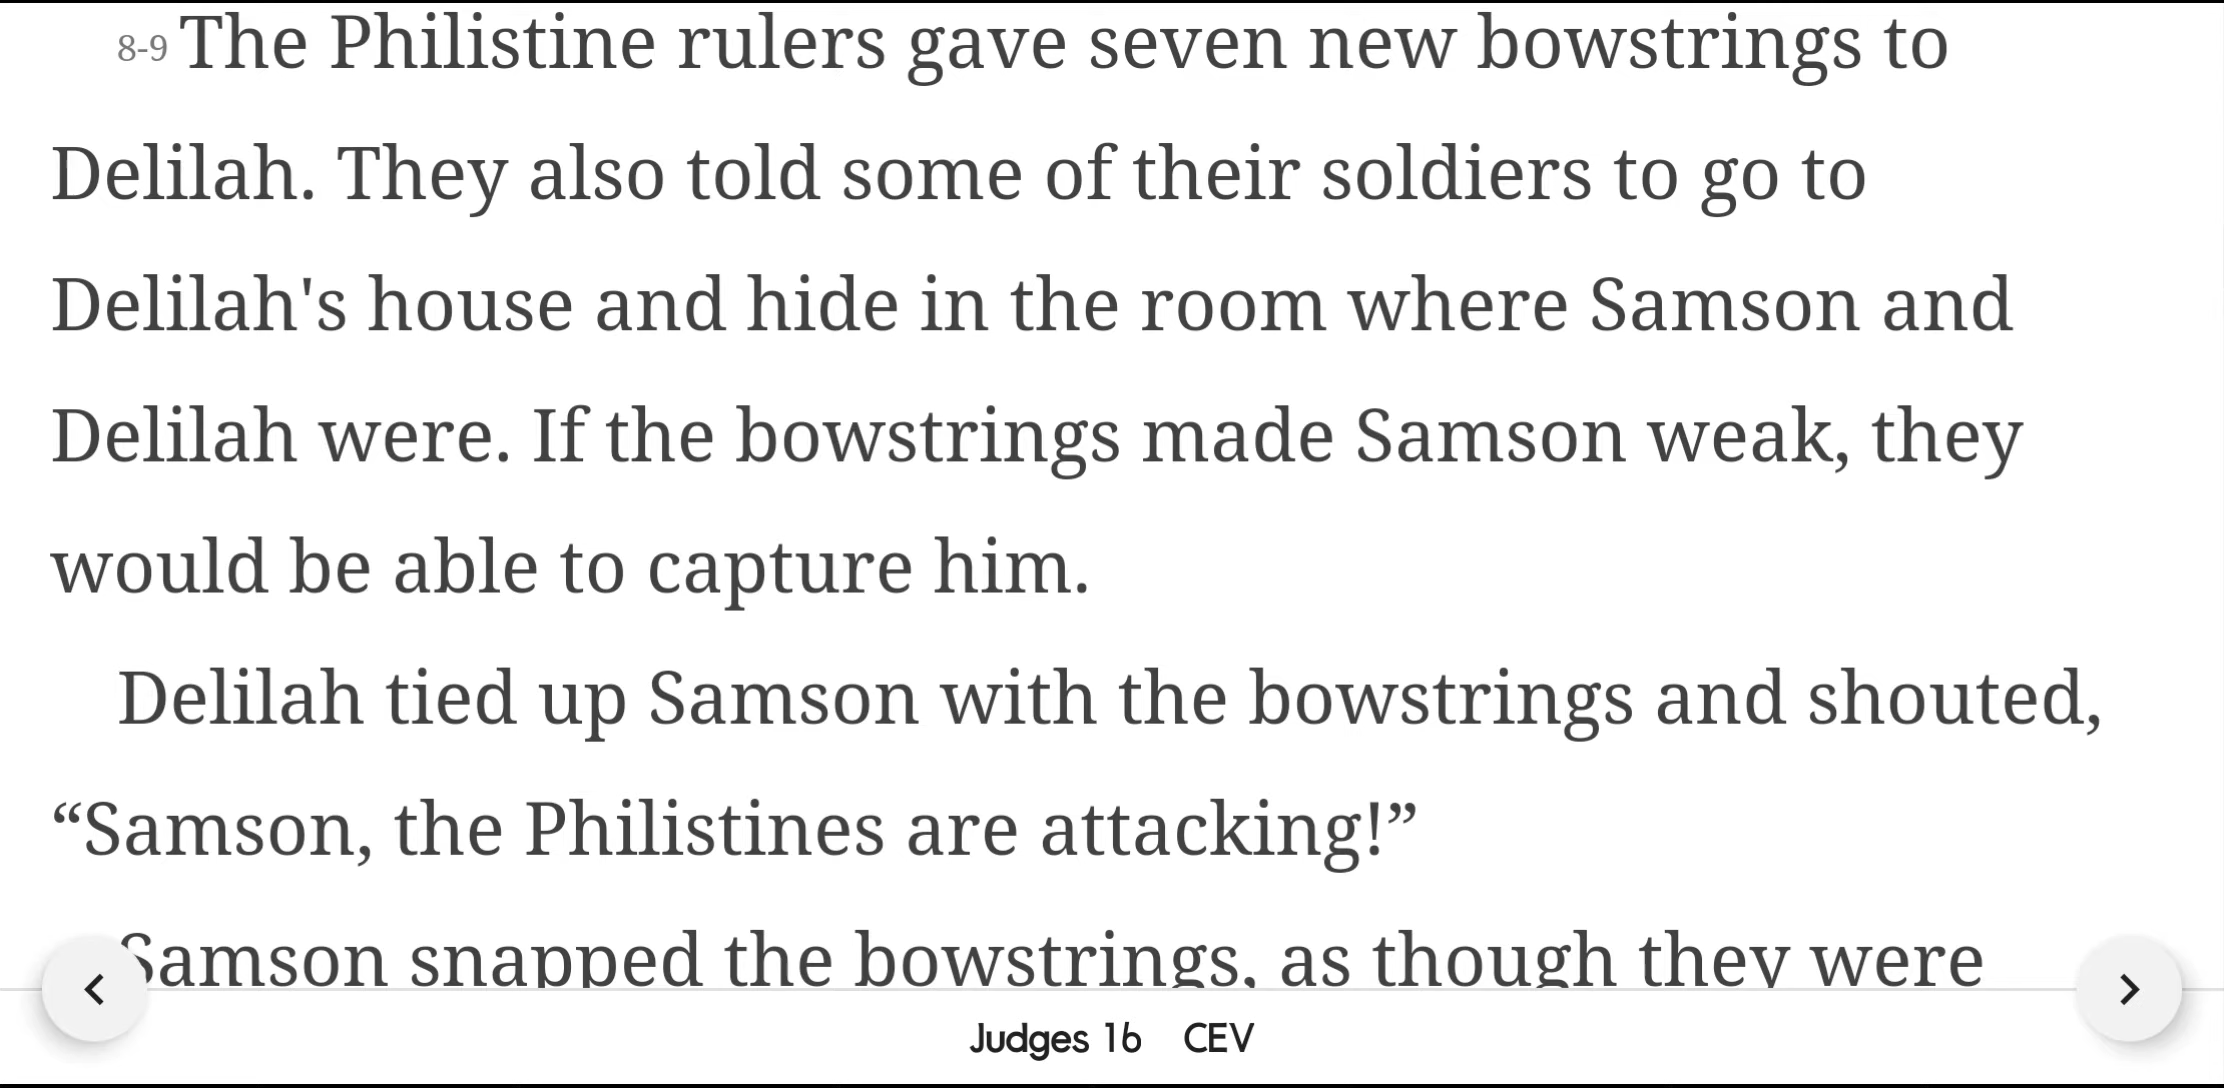 8-9 The Philistine rulers gave seven new bowstrings to
Delilah. They also told some of their soldiers to go to
Delilah's house and hide in the room where Samson and
Delilah were. If the bowstrings made Samson weak, they
would be able to capture him.
Delilah tied up Samson with the bowstrings and shouted,
“Samson, the Philistines are attacking!”
Samson snapped the bowstrings, as though they were
Judges 16 CEV